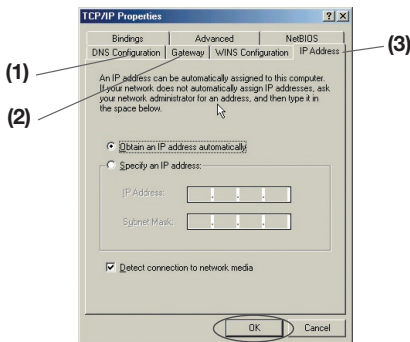 TCP/IP Properties
Bindings Advanced NetBIOS
DNS Configuration Gateway WINS Configuration IP Address
(1)
(2)
(3)
An IP address can be automatically assigned to this computer.
If your network does not automatically assign IP addresses, ask
your network administrator for an address, and then type it in
the space below.
Obtain an IP address automatically
Specify an IP address:
IP Address:
Subnet Mask:
Detect connection to network media
OK Cancel